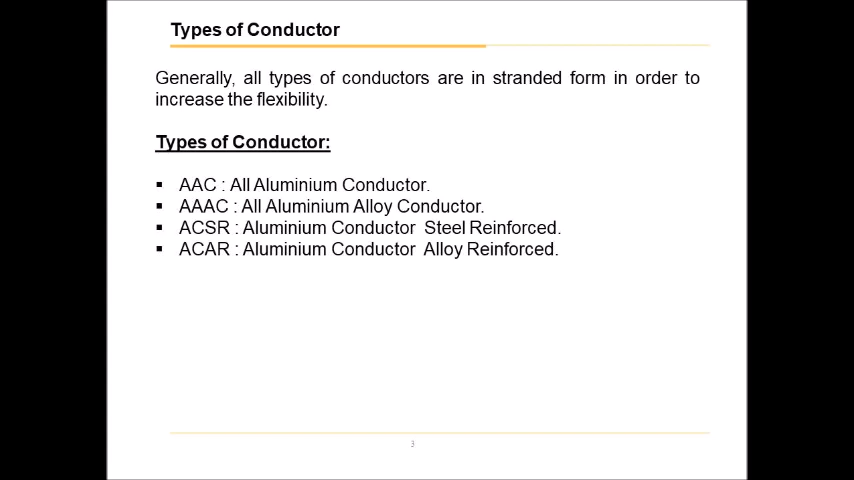 Types of Conductor
Generally, all types of conductors are in stranded form in order to
increase the flexibility.
Types of Conductor:
▪ AAC : All Aluminium Conductor.
▪ AAAC : All Aluminium Alloy Conductor.
▪ ACSR : Aluminium Conductor Steel Reinforced.
▪ ACAR : Aluminium Conductor Alloy Reinforced.
3